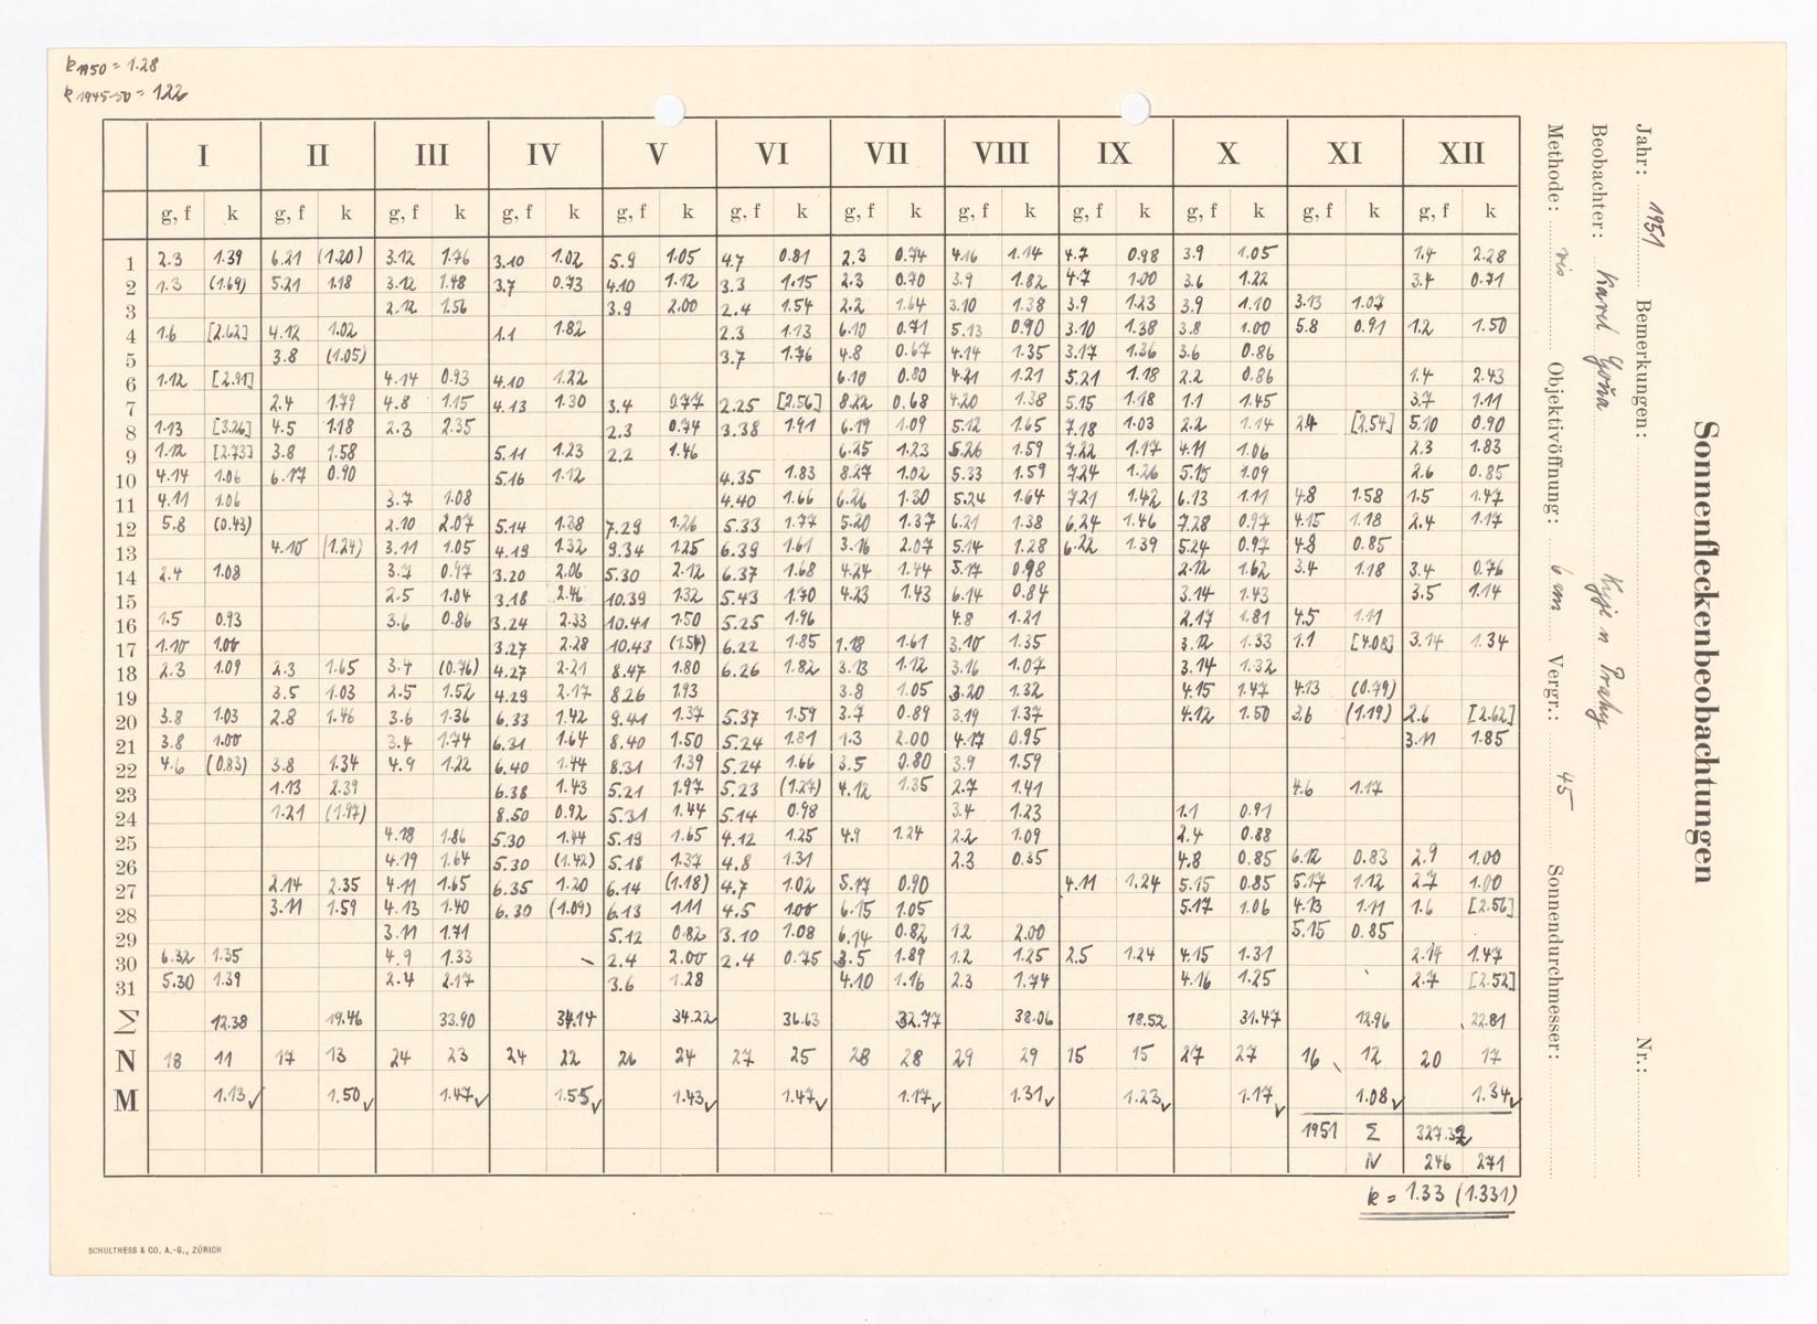 k1950 = 1.28
k1945-50 = 1.22
I II III IV V VI VII VIII IX X XI XII
g, f k g, f k g, f k g, f k g, f k g, f k g, f k g, f k g, f k g, f k g, f k g, f k
1 2.3 1.39 6.21 (1.20) 3.12 1.76 3.10 1.02 5.9 1.05 4.7 0.81 2.3 0.74 4.16 1.14 4.7 0.98 3.9 1.05 1.4 2.28
2 1.3 (1.69) 5.21 1.18 3.12 1.48 3.7 0.73 4.10 1.12 3.3 1.15 2.3 0.70 3.9 1.82 4.7 1.00 3.6 1.22 3.4 0.71
3 2.12 1.56 3.9 2.00 2.4 1.54 2.2 1.64 3.10 1.38 3.9 1.23 3.9 1.10 3.13 1.07
4 1.6 [2.62] 4.12 1.02 1.1 1.82 2.3 1.13 6.10 0.71 5.13 0.90 3.10 1.38 3.8 1.00 5.8 0.91 1.2 1.50
5 3.8 (1.05) 3.7 1.76 4.8 0.67 4.14 1.35 3.17 1.36 3.6 0.86
6 1.12 [2.91] 4.14 0.93 4.10 1.22 6.10 0.80 4.21 1.21 5.21 1.18 2.2 0.86 1.4 2.43
7 2.4 1.79 4.8 1.15 4.13 1.30 3.4 0.77 2.25 [2.56] 8.22 0.68 4.20 1.38 5.15 1.18 1.1 1.45 3.7 1.11
8 1.13 [3.26] 4.5 1.18 2.3 2.35 2.3 0.74 3.38 1.91 6.19 1.09 5.12 1.65 7.18 1.03 2.2 1.14 2.4 [2.54] 5.10 0.90
9 1.12 [2.73] 3.8 1.58 5.11 1.23 2.2 1.46 6.25 1.23 5.26 1.59 7.22 1.17 4.11 1.06 2.3 1.83
10 4.14 1.06 6.17 0.90 5.16 1.12 4.35 1.83 8.27 1.02 5.33 1.59 7.24 1.26 5.15 1.09 2.6 0.85
11 4.11 1.06 3.7 1.08 4.40 1.66 6.26 1.30 5.24 1.64 7.21 1.42 6.13 1.11 4.8 1.58 1.5 1.47
12 5.8 (0.43) 2.10 2.07 5.14 1.38 7.29 1.26 5.33 1.77 5.20 1.37 6.21 1.38 6.24 1.46 7.28 0.97 4.15 1.18 2.4 1.17
13 4.10 (1.24) 3.11 1.05 4.19 1.32 9.34 1.25 6.39 1.61 3.16 2.07 5.14 1.28 6.22 1.39 5.24 0.97 4.8 0.85
14 2.4 1.08 3.7 0.97 3.20 2.06 5.30 2.12 6.37 1.68 4.24 1.44 5.17 0.98 2.12 1.62 3.4 1.18 3.4 0.76
15 2.5 1.04 3.18 2.46 10.39 1.32 5.43 1.70 4.23 1.43 6.14 0.84 3.14 1.43 3.5 1.14
16 1.5 0.93 3.6 0.86 3.24 2.33 10.41 1.50 5.25 1.96 4.8 1.21 2.17 1.81 4.5 1.11
17 1.10 1.00 3.27 2.28 10.43 (1.54) 6.22 1.85 1.18 1.61 3.10 1.35 3.12 1.33 1.1 [4.08] 3.14 1.34
18 2.3 1.09 2.3 1.65 3.4 (0.76) 4.27 2.21 8.47 1.80 6.26 1.82 3.13 1.12 3.16 1.07 3.14 1.32
19 3.5 1.03 2.5 1.52 4.29 2.17 8.26 1.93 3.8 1.05 3.20 1.32 4.15 1.47 4.13 (0.79)
20 3.8 1.03 2.8 1.46 3.6 1.36 6.33 1.42 9.41 1.37 5.37 1.59 3.7 0.89 3.19 1.37 4.12 1.50 3.6 (1.19) 2.6 [2.62]
21 3.8 1.00 3.4 1.74 6.31 1.64 8.40 1.50 5.24 1.81 1.3 2.00 4.17 0.95 3.11 1.85
22 4.6 (0.83) 3.8 1.34 4.9 1.22 6.40 1.44 8.31 1.39 5.24 1.66 3.5 0.80 3.9 1.59
23 1.13 2.39 6.38 1.43 5.21 1.97 5.23 (1.27) 4.12 1.35 2.7 1.41 4.6 1.17
24 1.21 (1.97) 8.50 0.92 5.31 1.44 5.14 0.98 3.4 1.23 1.1 0.91
25 4.18 1.86 5.30 1.44 5.19 1.65 4.12 1.25 4.9 1.24 2.2 1.09 2.4 0.88
26 4.19 1.64 5.30 (1.42) 5.18 1.37 4.8 1.31 2.3 0.35 4.8 0.85 6.12 0.83 2.9 1.00
27 2.14 2.35 4.11 1.65 6.35 1.20 6.14 (1.18) 4.7 1.02 5.17 0.90 4.11 1.24 5.15 0.85 5.17 1.12 2.7 1.00
28 3.11 1.59 4.13 1.40 6.30 (1.09) 6.13 1.11 4.5 1.00 6.15 1.05 5.17 1.06 4.13 1.11 1.6 [2.56]
29 3.11 1.71 5.12 0.82 3.10 1.08 6.14 0.82 1.2 2.00 5.15 0.85
30 6.32 1.35 4.9 1.33 2.4 2.00 2.4 0.75 3.5 1.89 1.2 1.25 2.5 1.24 4.15 1.31 2.14 1.47
31 5.30 1.39 2.4 2.17 3.6 1.28 4.10 1.16 2.3 1.74 4.16 1.25 2.7 [2.52]
Σ 12.38 19.46 33.90 34.14 34.22 36.63 32.77 38.06 18.52 31.47 12.96 22.81
N 18 11 17 13 24 23 24 22 26 24 27 25 28 28 29 29 15 15 27 27 16 12 20 17
M 1.13 1.50 1.47 1.55 1.43 1.47 1.17 1.31 1.23 1.17 1.08 1.34
1951 Σ 327.32
N 246 271
k = 1.33 (1.331)
SCHULTHESS & CO. A.-G., ZÜRICH
Sonnenfleckenbeobachtungen
Jahr: 1951 Bemerkungen: Nr.:
Beobachter: Karel Goňa Kyje u Prahy
Methode: vis Objektivöffnung: 6 cm Vergr.: 45 Sonnendurchmesser: